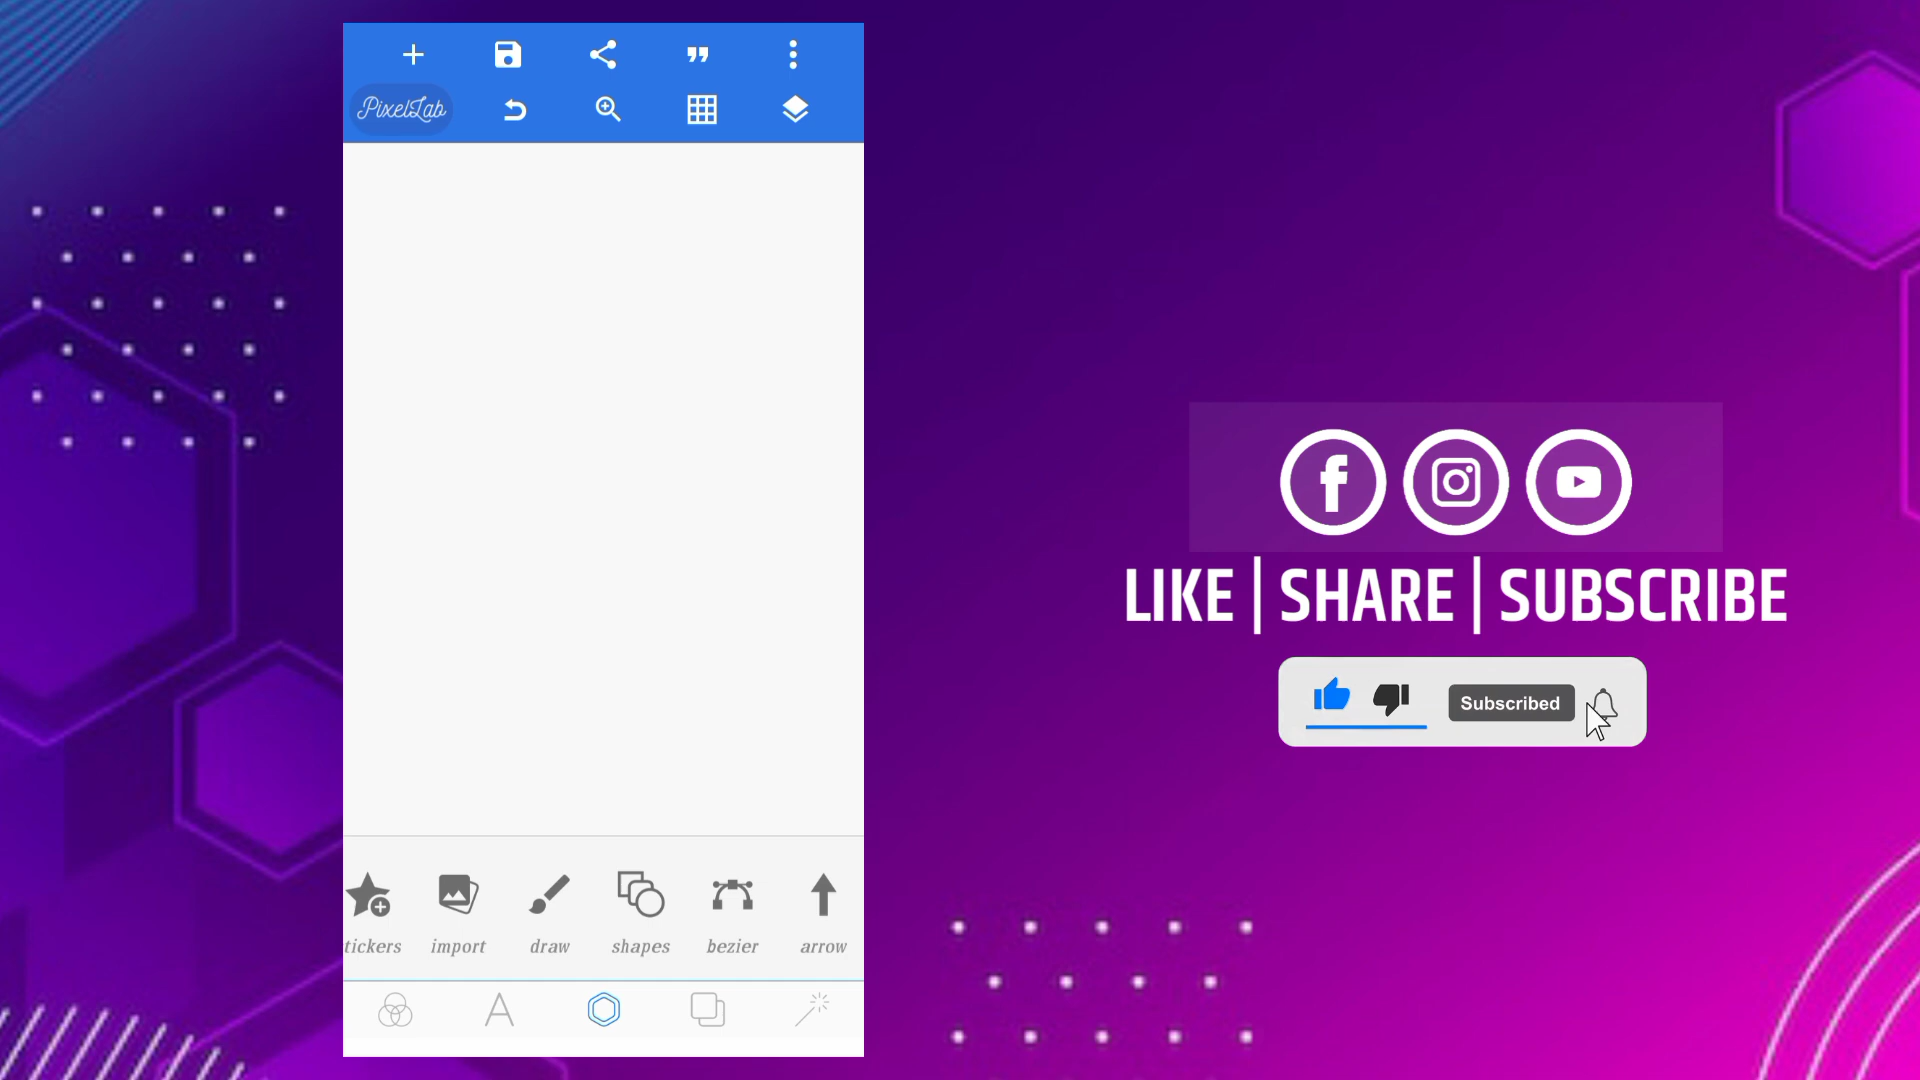 PixelLab
tickers import draw shapes bezier arrow
LIKE | SHARE | SUBSCRIBE
Subscribed